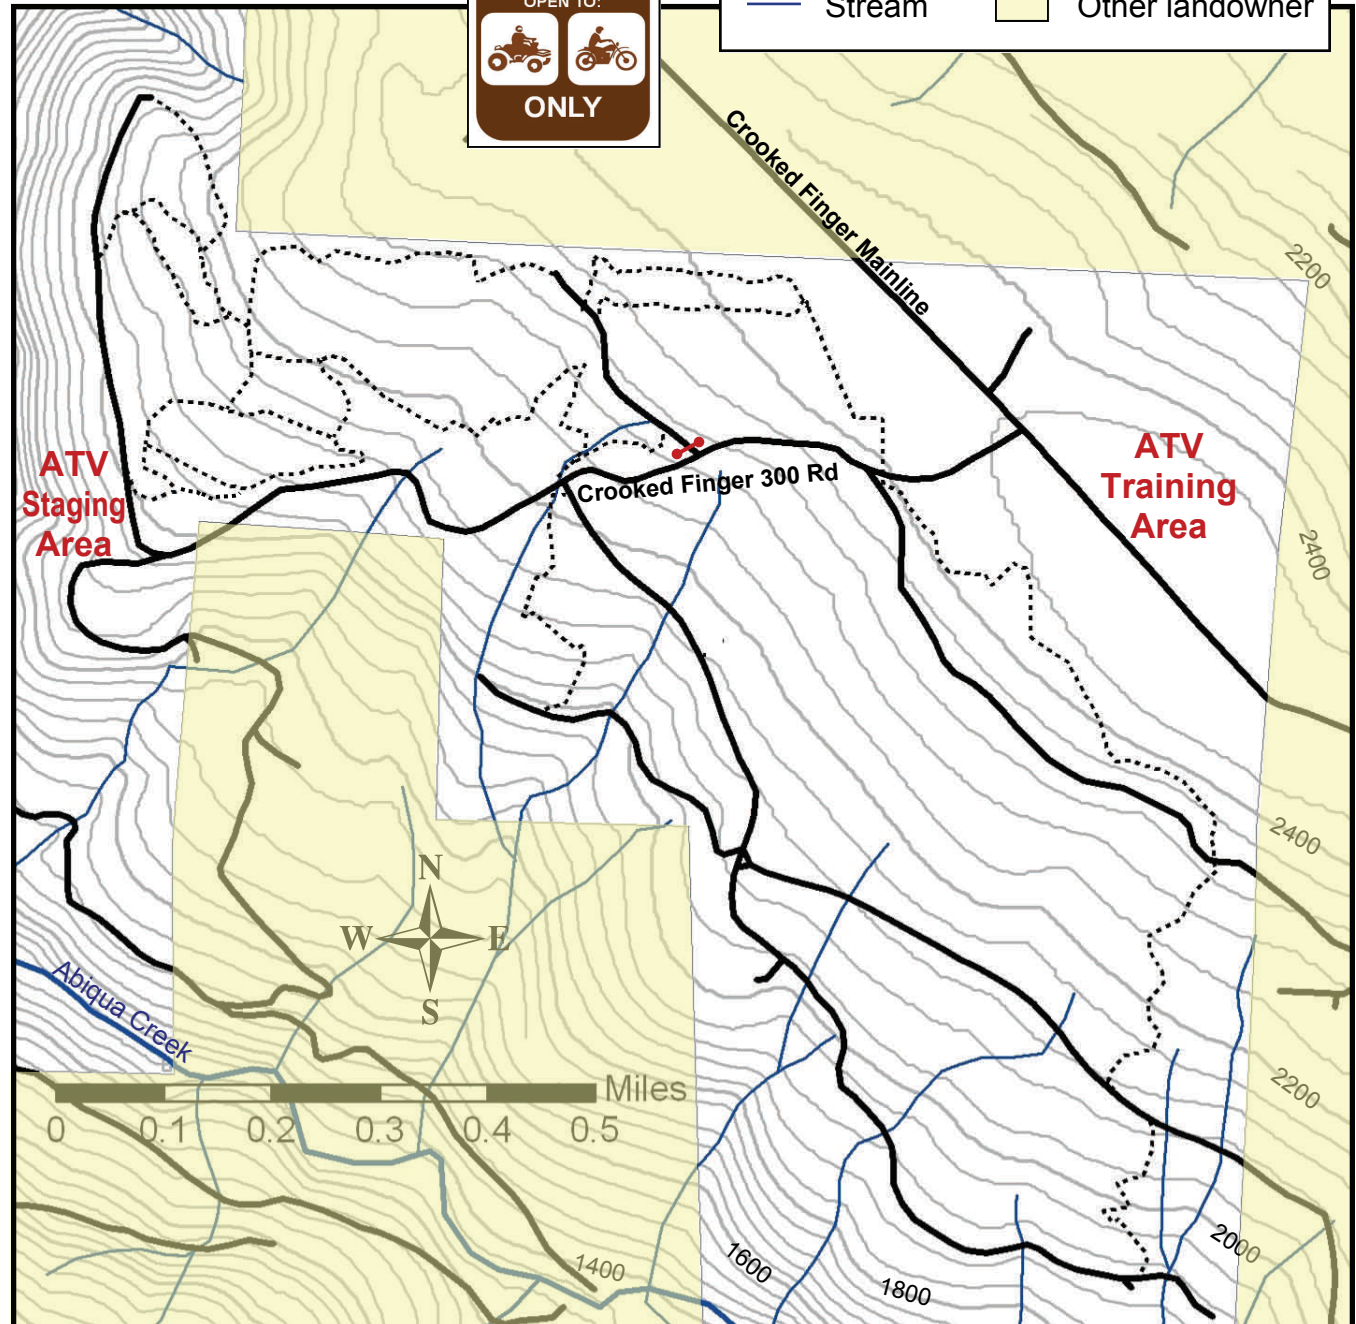 OPEN TO:
ONLY
Stream
Other landowner
Crooked Finger Mainline
2200
ATV
Training
Area
ATV
Staging
Area
Crooked Finger 300 Rd
2400
2400
N
W E
S
Abiqua Creek
Miles
0 0.1 0.2 0.3 0.4 0.5
2200
2000
1400
1600
1800